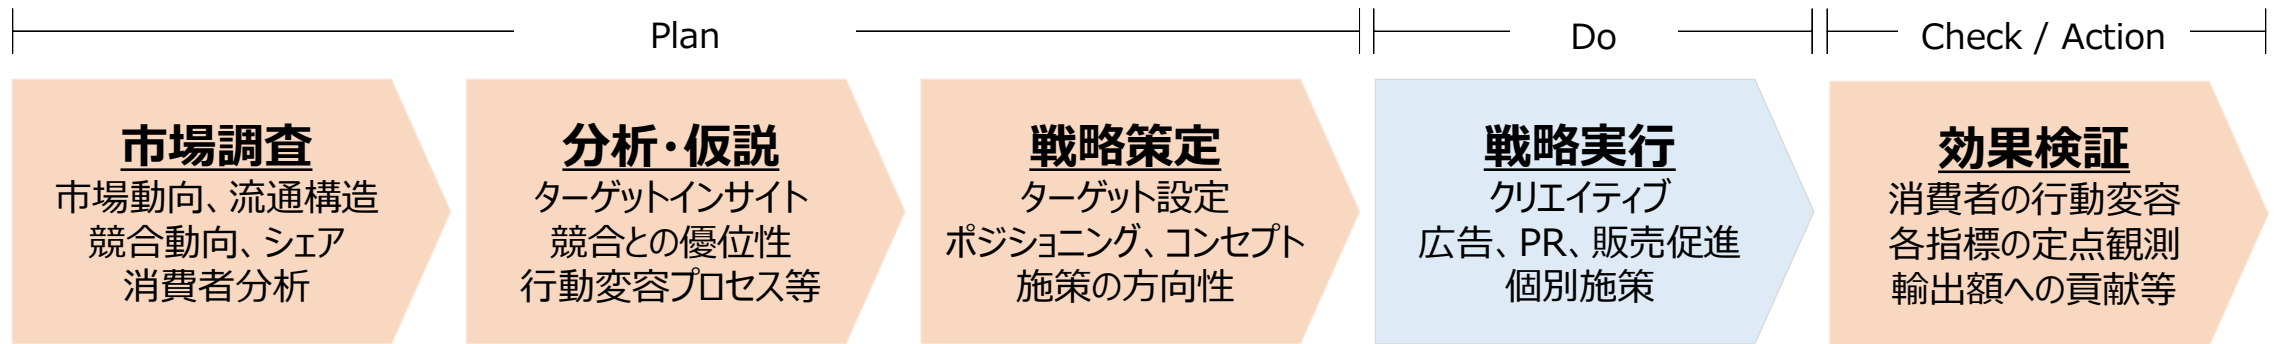 Plan
Do
Check / Action
市場調査
市場動向、流通構造
競合動向、シェア
消費者分析
分析・仮説
ターゲットインサイト
競合との優位性
行動変容プロセス等
戦略策定
ターゲット設定
ポジショニング、コンセプト
施策の方向性
戦略実行
クリエイティブ
広告、PR、販売促進
個別施策
効果検証
消費者の行動変容
各指標の定点観測
輸出額への貢献等